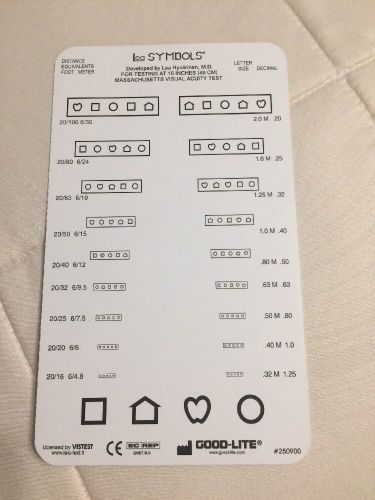 DISTANCE
EQUIVALENTS
FOOT METER
Lea SYMBOLS®
Developed by Lea Hyvärinen, M.D.
FOR TESTING AT 16 INCHES (40 CM)
MASSACHUSETTS VISUAL ACUITY TEST
LETTER
SIZE DECIMAL
20/100 6/30 2.0 M .20
20/80 6/24 1.6 M .25
20/63 6/19 1.25 M .32
20/50 6/15 1.0 M .40
20/40 6/12 .80 M .50
20/32 6/9.5 .63 M .63
20/25 6/7.5 .50 M .80
20/20 6/6 .40 M 1.0
20/16 6/4.8 .32 M 1.25
Licensed by VISTEST
www.lea-test.fi
CE
EC REP
QNET B.V.
GOOD-LITE®
www.good-lite.com
#250900